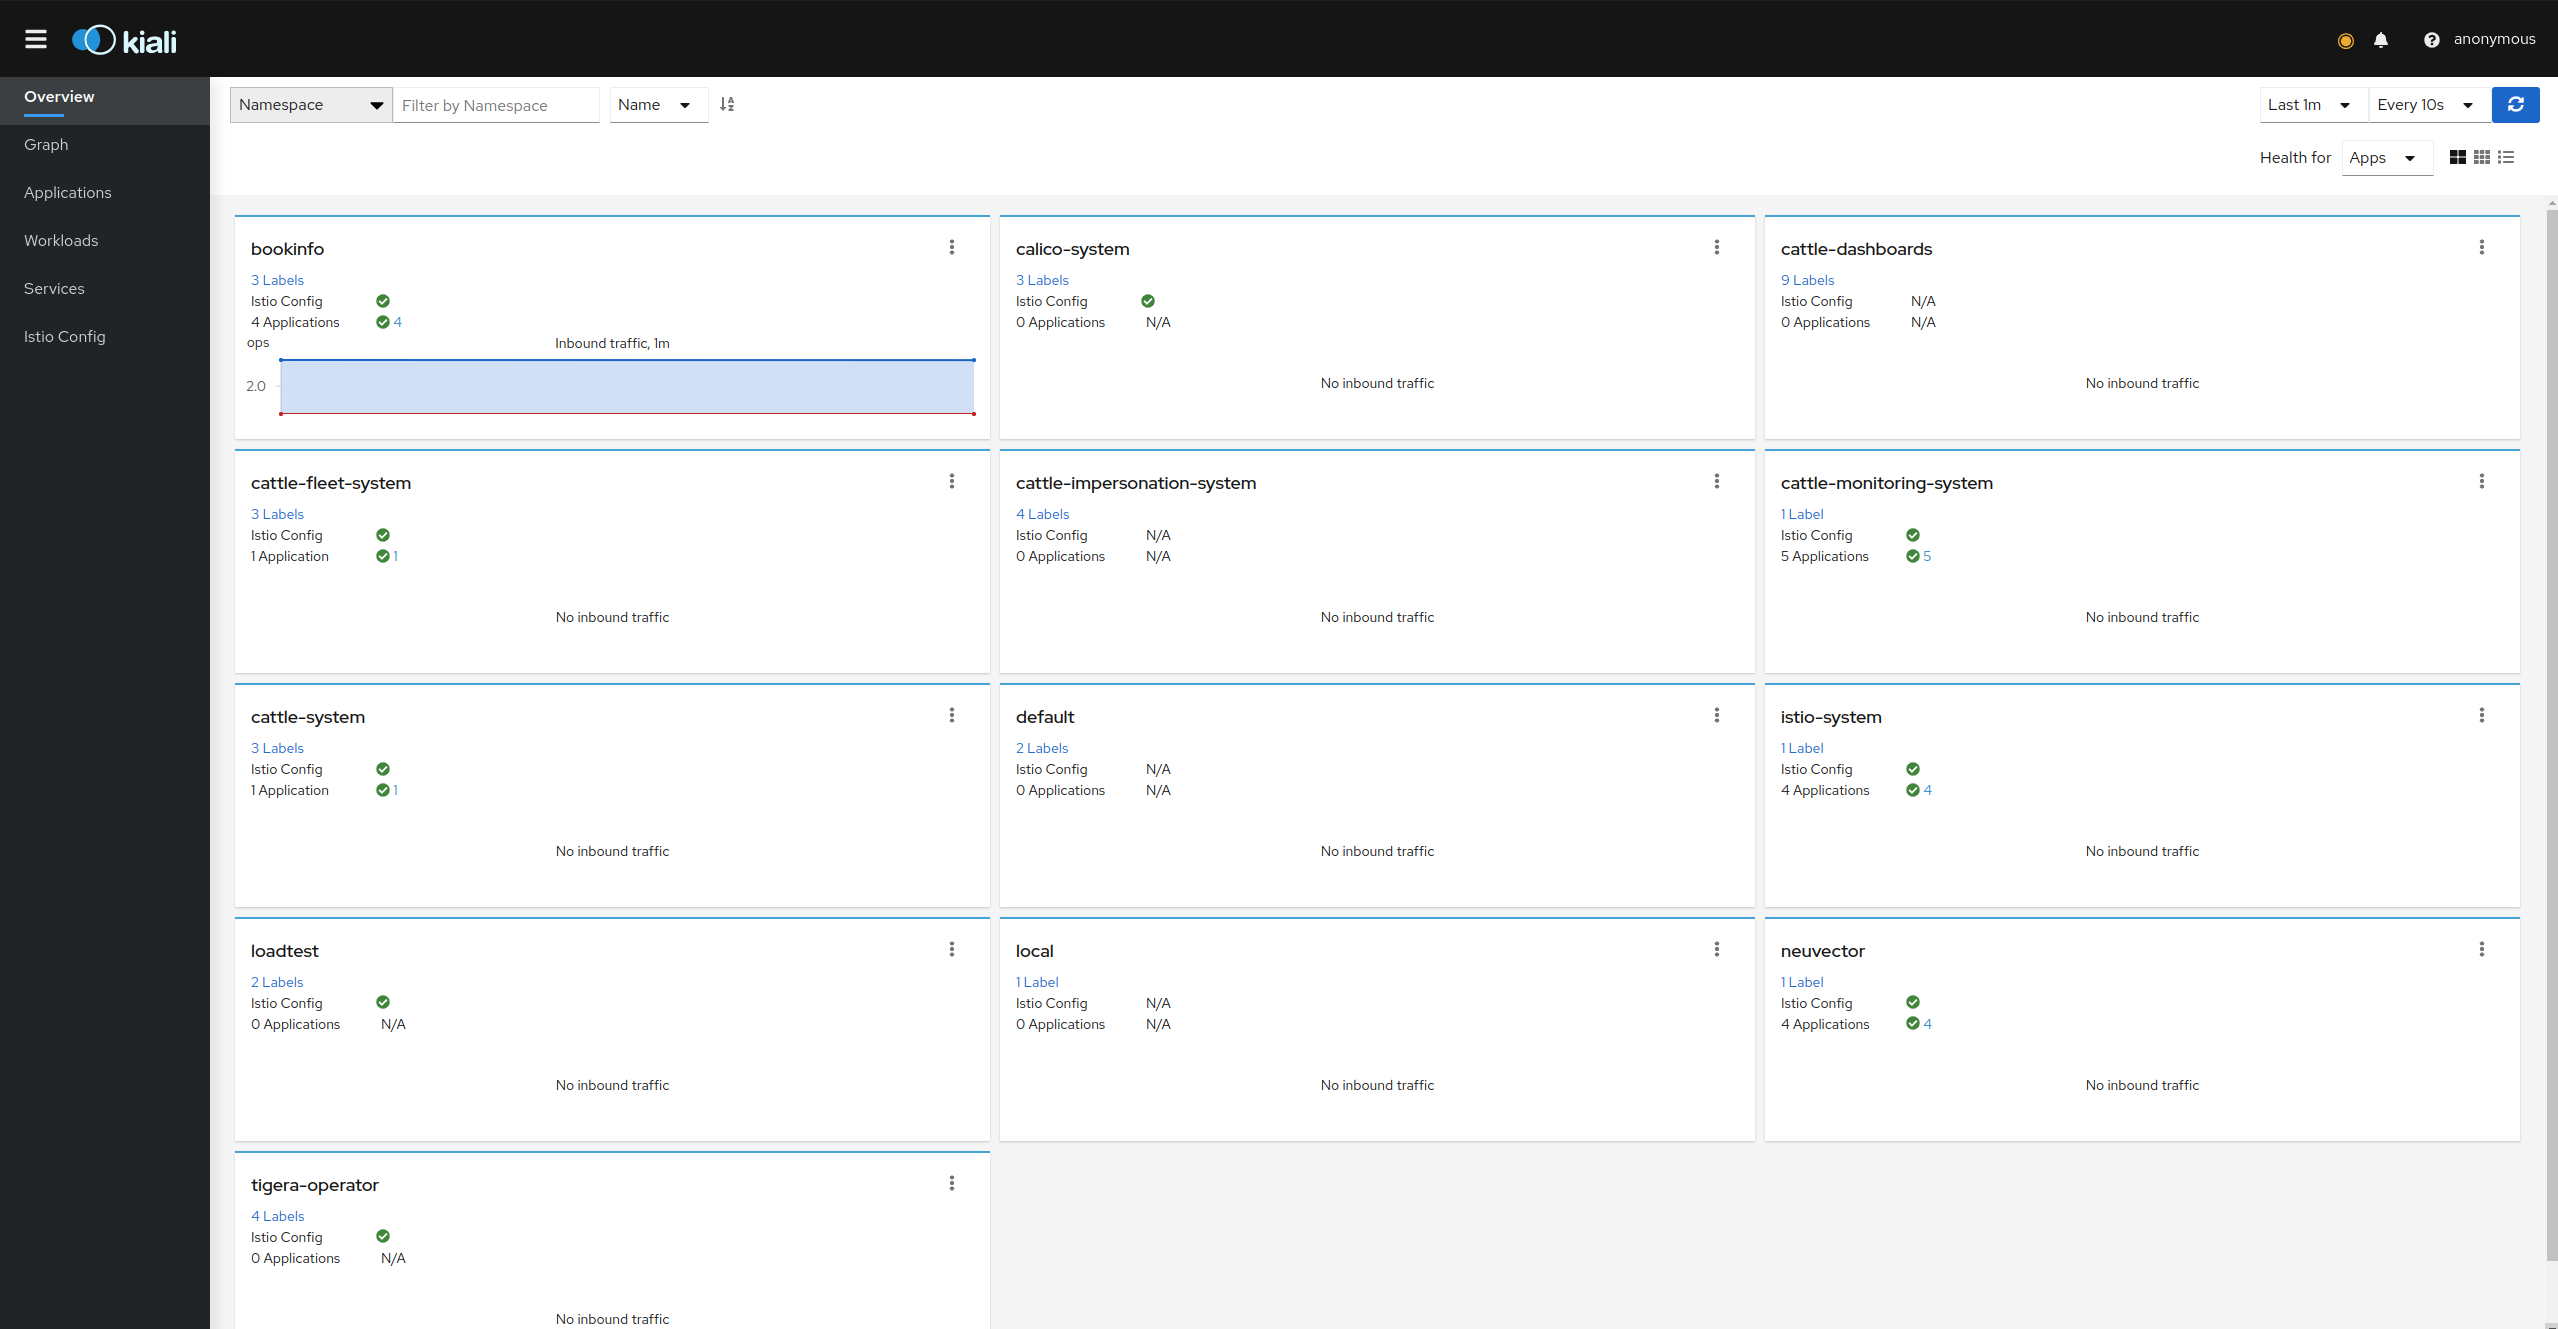 kiali
anonymous
Overview
Graph
Applications
Workloads
Services
Istio Config
Namespace Filter by Namespace Name Last 1m Every 10s
Health for Apps
bookinfo
3 Labels
Istio Config
4 Applications 4
ops Inbound traffic, 1m
2.0
calico-system
3 Labels
Istio Config
0 Applications N/A
No inbound traffic
cattle-dashboards
9 Labels
Istio Config N/A
0 Applications N/A
No inbound traffic
cattle-fleet-system
3 Labels
Istio Config
1 Application 1
No inbound traffic
cattle-impersonation-system
4 Labels
Istio Config N/A
0 Applications N/A
No inbound traffic
cattle-monitoring-system
1 Label
Istio Config
5 Applications 5
No inbound traffic
cattle-system
3 Labels
Istio Config
1 Application 1
No inbound traffic
default
2 Labels
Istio Config N/A
0 Applications N/A
No inbound traffic
istio-system
1 Label
Istio Config
4 Applications 4
No inbound traffic
loadtest
2 Labels
Istio Config
0 Applications N/A
No inbound traffic
local
1 Label
Istio Config N/A
0 Applications N/A
No inbound traffic
neuvector
1 Label
Istio Config
4 Applications 4
No inbound traffic
tigera-operator
4 Labels
Istio Config
0 Applications N/A
No inbound traffic